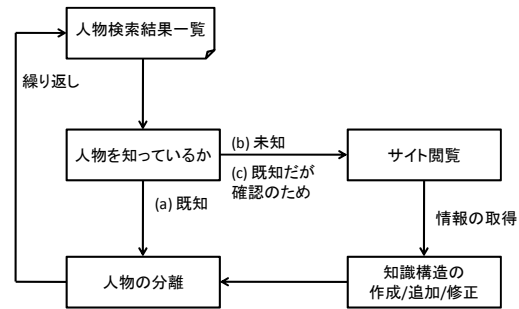 人物検索結果一覧
繰り返し
人物を知っているか
(b) 未知
(c) 既知だが
確認のため
サイト閲覧
(a) 既知
情報の取得
人物の分離
知識構造の
作成/追加/修正